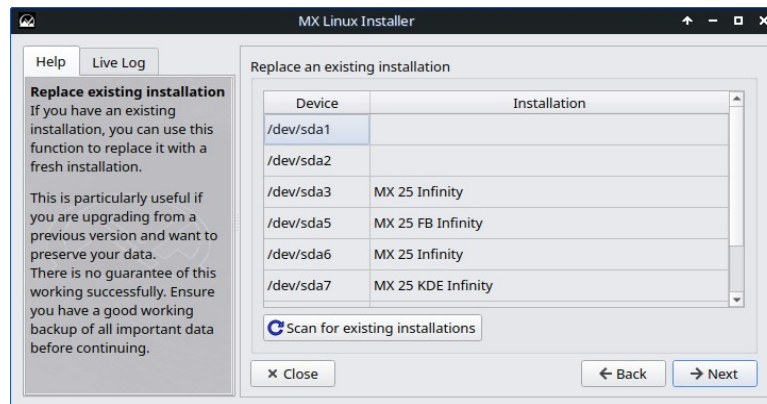 MX Linux Installer
Help
Live Log
Replace existing installation
If you have an existing
installation, you can use this
function to replace it with a
fresh installation.
This is particularly useful if
you are upgrading from a
previous version and want to
preserve your data.
There is no guarantee of this
working successfully. Ensure
you have a good working
backup of all important data
before continuing.
Replace an existing installation
Device Installation
/dev/sda1
/dev/sda2
/dev/sda3 MX 25 Infinity
/dev/sda5 MX 25 FB Infinity
/dev/sda6 MX 25 Infinity
/dev/sda7 MX 25 KDE Infinity
Scan for existing installations
Close
Back
Next